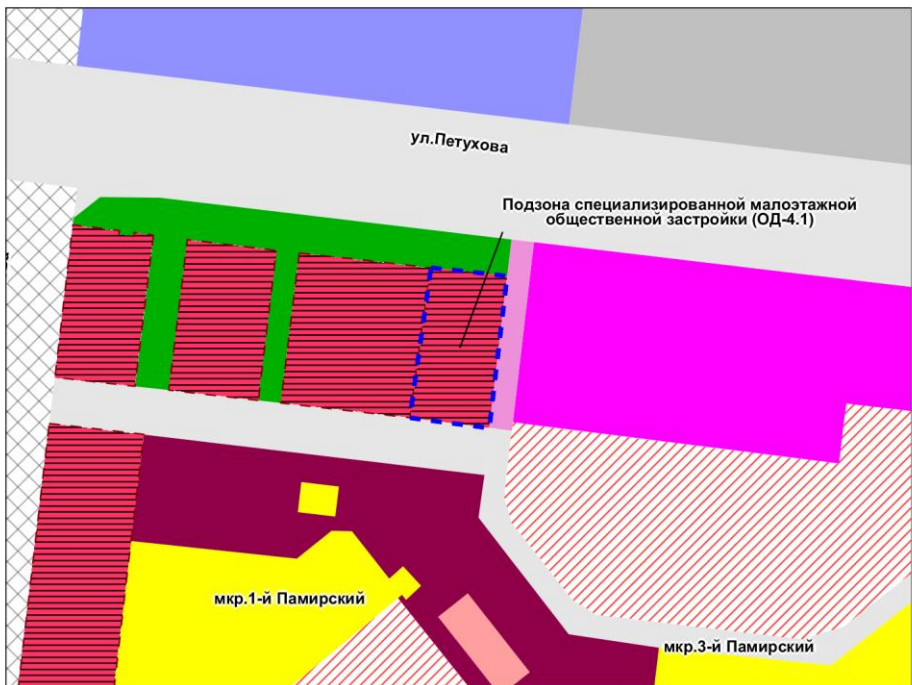 ул.Петухова
Подзона специализированной малоэтажной
общественной застройки (ОД-4.1)
мкр.1-й Памирский
мкр.3-й Памирский